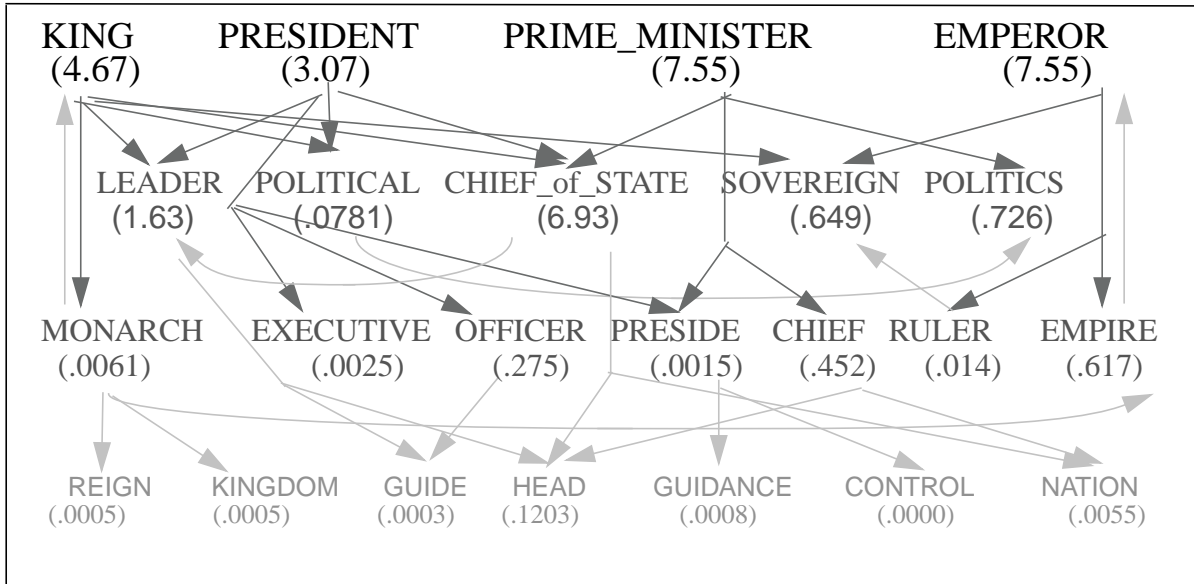 KING PRESIDENT PRIME_MINISTER EMPEROR
(4.67) (3.07) (7.55) (7.55)
LEADER POLITICAL CHIEF_of_STATE SOVEREIGN POLITICS
(1.63) (.0781) (6.93) (.649) (.726)
MONARCH EXECUTIVE OFFICER PRESIDE CHIEF RULER EMPIRE
(.0061) (.0025) (.275) (.0015) (.452) (.014) (.617)
REIGN KINGDOM GUIDE HEAD GUIDANCE CONTROL NATION
(.0005) (.0005) (.0003) (.1203) (.0008) (.0000) (.0055)